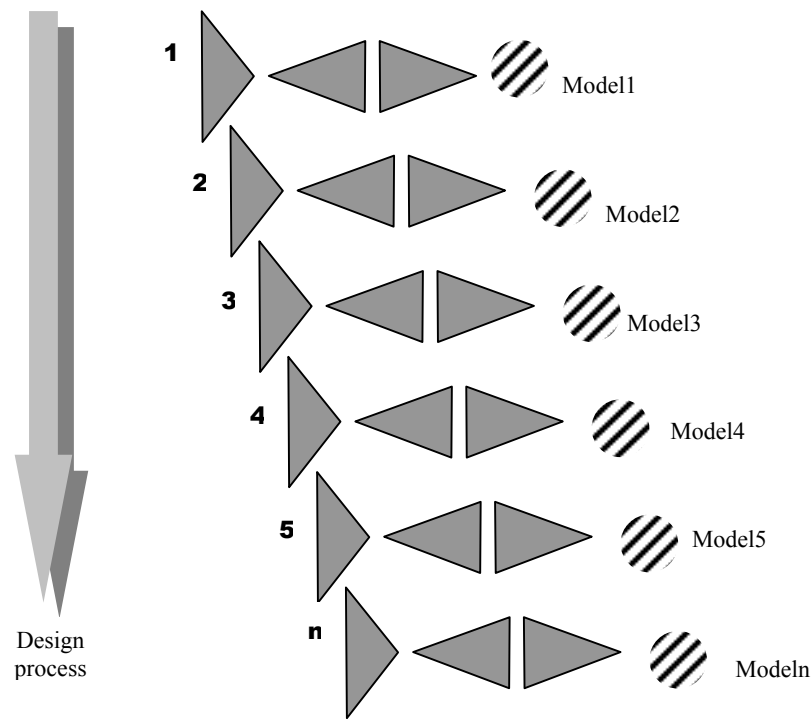 1
Model1
2
Model2
3
Model3
4
Model4
5
Model5
n
Modeln
Design
process